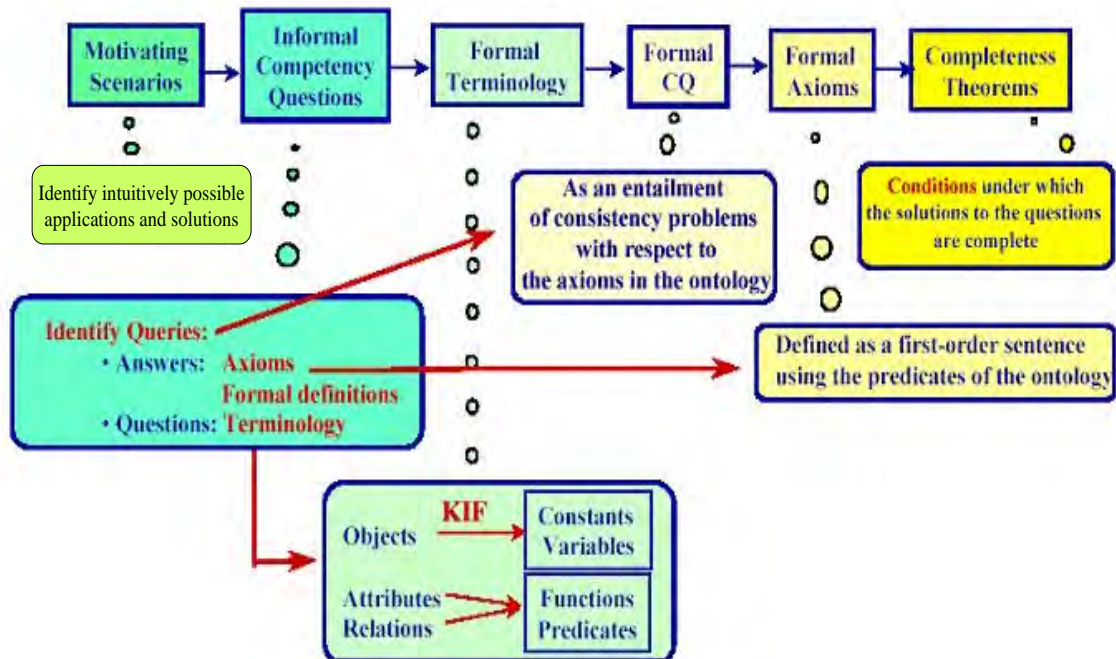 Motivating
Scenarios
Informal
Competency
Questions
Formal
Terminology
Formal
CQ
Formal
Axioms
Completeness
Theorems
Identify intuitively possible
applications and solutions
As an entailment
of consistency problems
with respect to
the axioms in the ontology
Conditions under which
the solutions to the questions
are complete
Identify Queries:
• Answers: Axioms
Formal definitions
• Questions: Terminology
Defined as a first-order sentence
using the predicates of the ontology
Objects
KIF
Constants
Variables
Attributes
Relations
Functions
Predicates